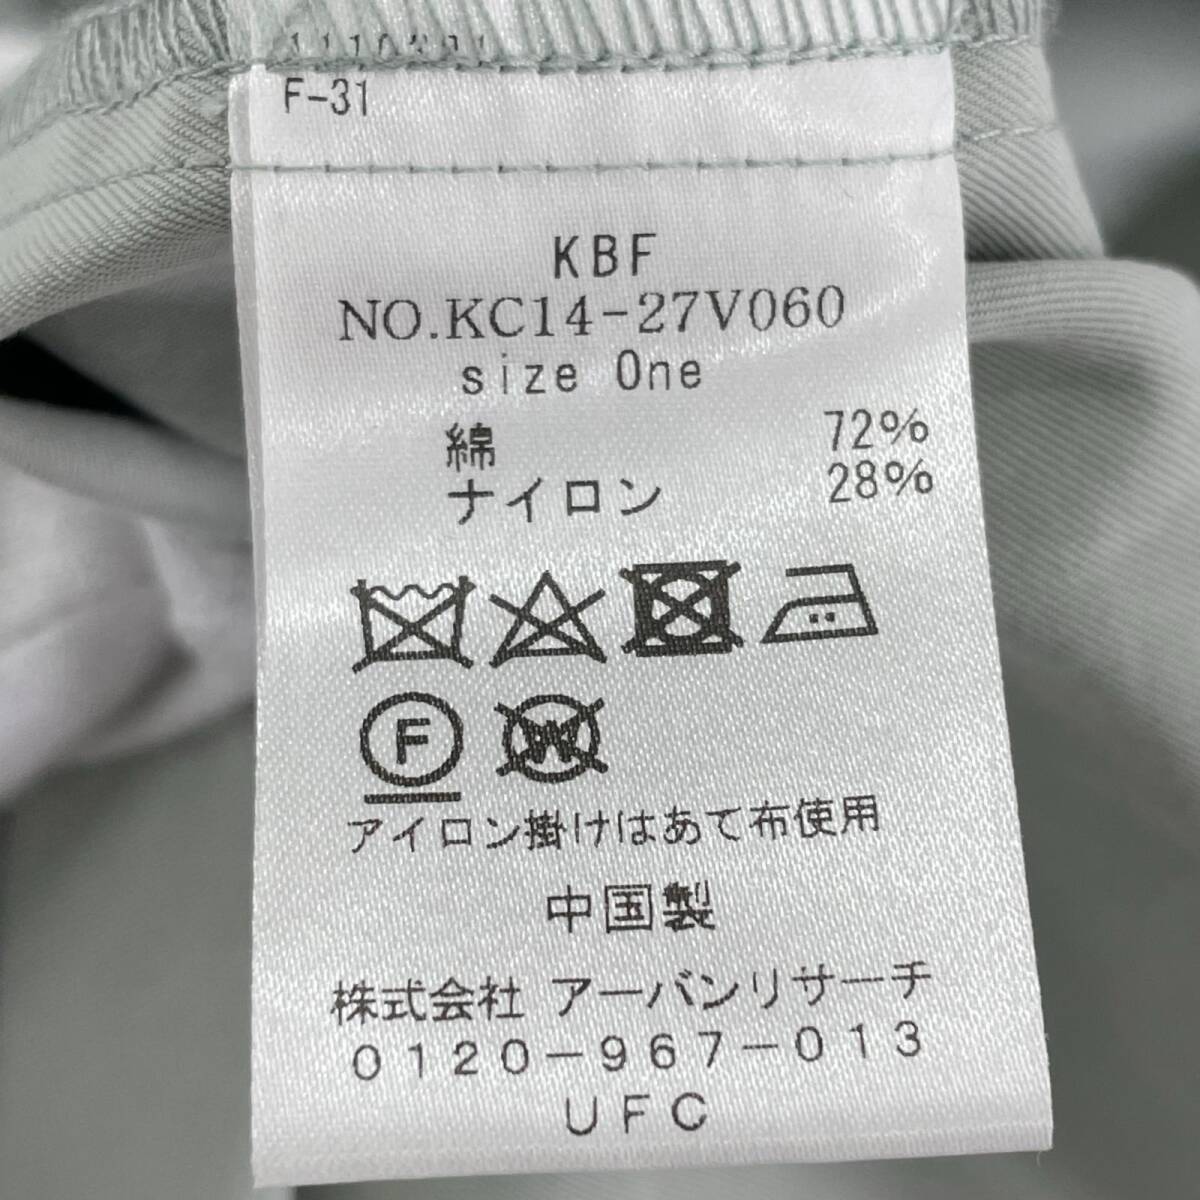 F-31
KBF
NO.KC14-27V060
size One
綿 72%
ナイロン 28%
F W
アイロン掛けはあて布使用
中国製
株式会社 アーバンリサーチ
0120-967-013
UFC